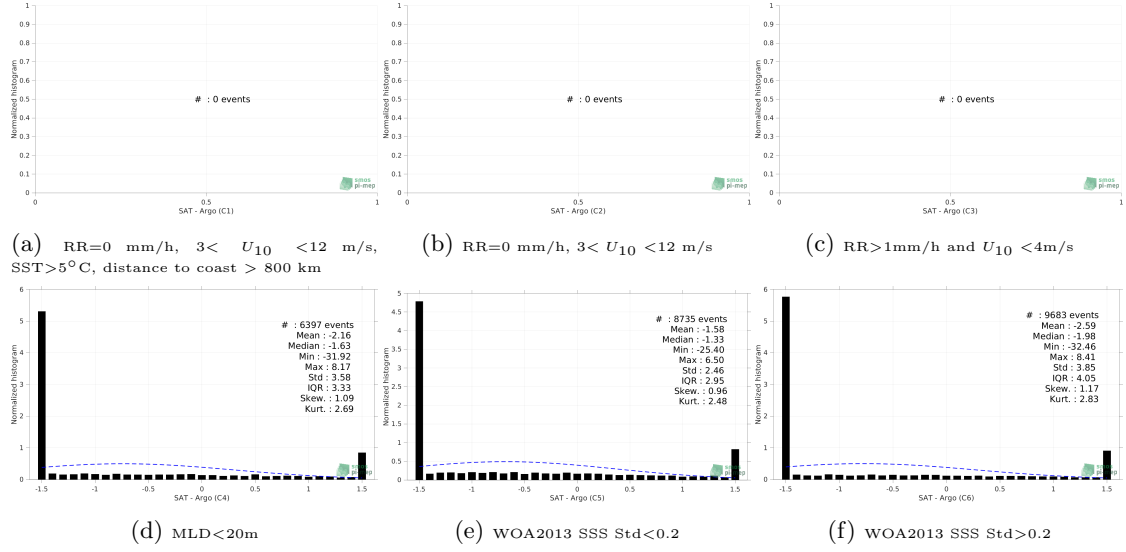 Normalized histogram
1
0.9
0.8
0.7
0.6
0.5
0.4
0.3
0.2
0.1
0
# : 0 events
smos
pi-mep
0 0.5 1
SAT - Argo (C1)
Normalized histogram
1
0.9
0.8
0.7
0.6
0.5
0.4
0.3
0.2
0.1
0
# : 0 events
smos
pi-mep
0 0.5 1
SAT - Argo (C2)
Normalized histogram
1
0.9
0.8
0.7
0.6
0.5
0.4
0.3
0.2
0.1
0
# : 0 events
smos
pi-mep
0 0.5 1
SAT - Argo (C3)
(a) RR=0 mm/h, 3< U10 <12 m/s,
SST>5°C, distance to coast > 800 km
(b) RR=0 mm/h, 3< U10 <12 m/s
(c) RR>1mm/h and U10 <4m/s
Normalized histogram
6
5
4
3
2
1
0
# : 6397 events
Mean : -2.16
Median : -1.63
Min : -31.92
Max : 8.17
Std : 3.58
IQR : 3.33
Skew. : 1.09
Kurt. : 2.69
smos
pi-mep
-1.5 -1 -0.5 0 0.5 1 1.5
SAT - Argo (C4)
Normalized histogram
5
4.5
4
3.5
3
2.5
2
1.5
1
0.5
0
# : 8735 events
Mean : -1.58
Median : -1.33
Min : -25.40
Max : 6.50
Std : 2.46
IQR : 2.95
Skew. : 0.96
Kurt. : 2.48
smos
pi-mep
-1.5 -1 -0.5 0 0.5 1 1.5
SAT - Argo (C5)
Normalized histogram
6
5
4
3
2
1
0
# : 9683 events
Mean : -2.59
Median : -1.98
Min : -32.46
Max : 8.41
Std : 3.85
IQR : 4.05
Skew. : 1.17
Kurt. : 2.83
smos
pi-mep
-1.5 -1 -0.5 0 0.5 1 1.5
SAT - Argo (C6)
(d) MLD<20m
(e) WOA2013 SSS Std<0.2
(f) WOA2013 SSS Std>0.2